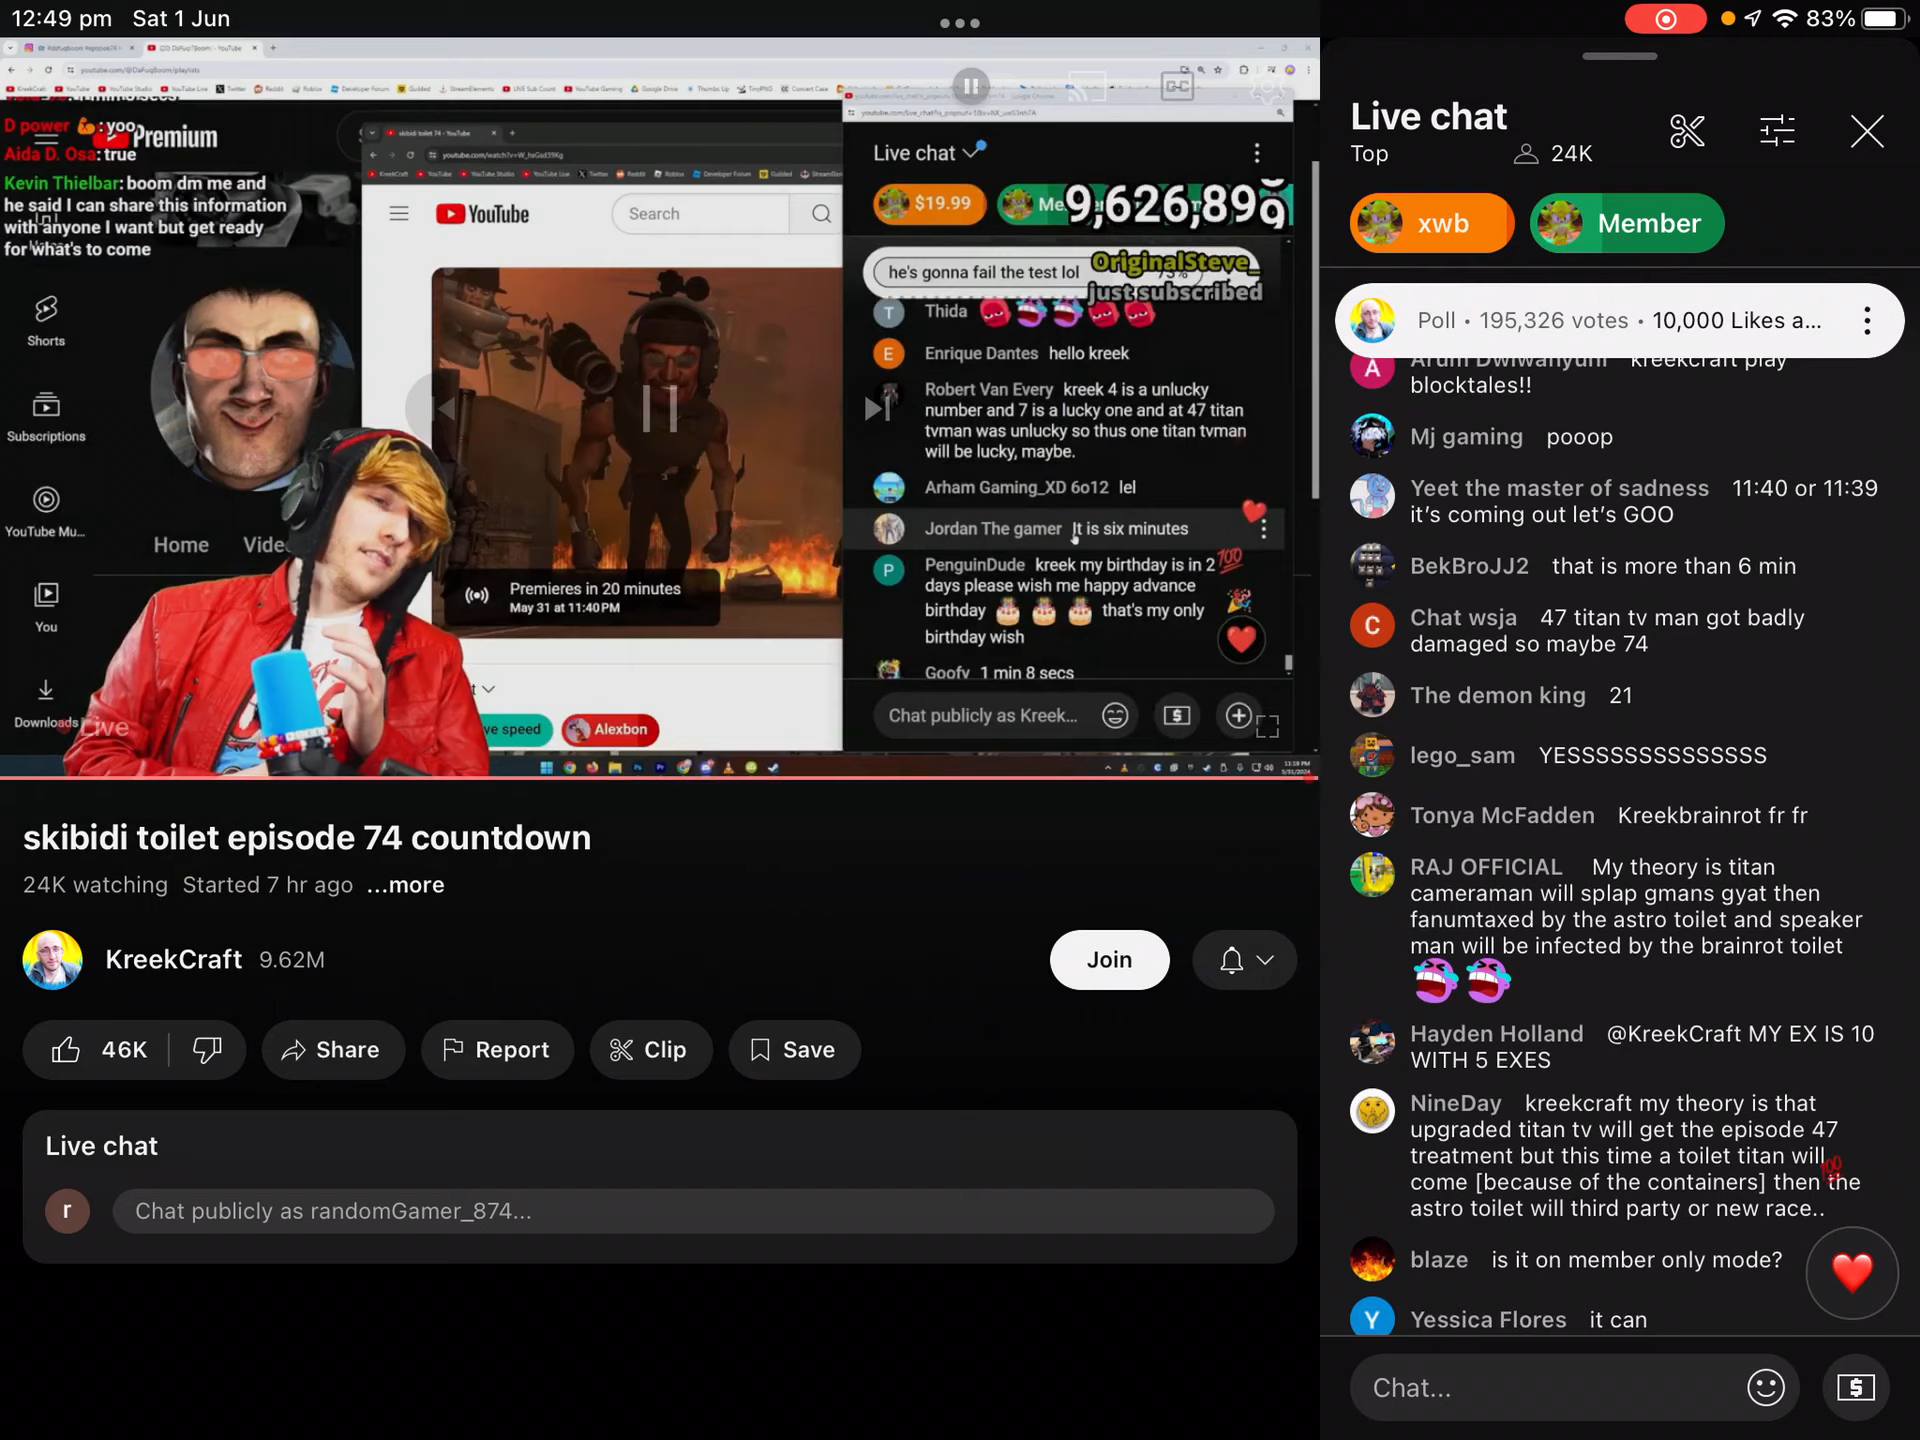 12:49 pm Sat 1 Jun
83%
youtube.com/@DaFuqBoom/playlists
D power 💪: yoo
Premium
Aida D. Osa: true
Kevin Thielbar: boom dm me and
he said I can share this information
with anyone I want but get ready
for what's to come
Shorts
Subscriptions
YouTube Mu...
You
Downloads
Home
Live
skibidi toilet 74 - YouTube
YouTube
Search
Premieres in 20 minutes
May 31 at 11:40 PM
Alexbon
Live chat
$19.99
9,626,89
he's gonna fail the test lol
OriginalSteve_
just subscribed
Thida
Enrique Dantes hello kreek
Robert Van Every kreek 4 is a unlucky
number and 7 is a lucky one and at 47 titan
tvman was unlucky so thus one titan tvman
will be lucky, maybe.
Arham Gaming_XD 6o12 lel
Jordan The gamer It is six minutes
PenguinDude kreek my birthday is in 2
days please wish me happy advance
birthday 🎂 🎂 🎂 that's my only
birthday wish
Goofy 1 min 8 secs
Chat publicly as Kreek...
skibidi toilet episode 74 countdown
24K watching Started 7 hr ago ...more
KreekCraft 9.62M
Join
46K
Share
Report
Clip
Save
Live chat
r
Chat publicly as randomGamer_874...
Live chat
Top
24K
xwb
Member
Poll • 195,326 votes • 10,000 Likes a...
Arum Dwiwahyuni kreekcraft play
blocktales!!
Mj gaming pooop
Yeet the master of sadness 11:40 or 11:39
it's coming out let's GOO
BekBroJJ2 that is more than 6 min
Chat wsja 47 titan tv man got badly
damaged so maybe 74
The demon king 21
lego_sam YESSSSSSSSSSSSSS
Tonya McFadden Kreekbrainrot fr fr
RAJ OFFICIAL My theory is titan
cameraman will splap gmans gyat then
fanumtaxed by the astro toilet and speaker
man will be infected by the brainrot toilet
Hayden Holland @KreekCraft MY EX IS 10
WITH 5 EXES
NineDay kreekcraft my theory is that
upgraded titan tv will get the episode 47
treatment but this time a toilet titan will
come [because of the containers] then the
astro toilet will third party or new race..
blaze is it on member only mode?
Yessica Flores it can
Chat...